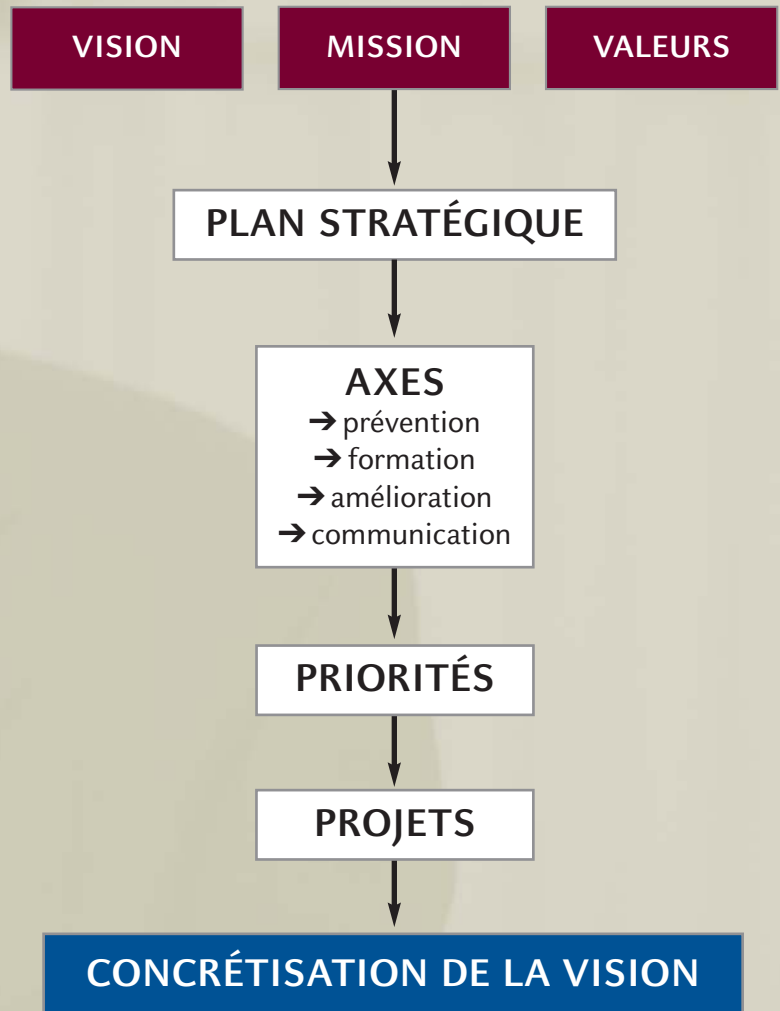 VISION
MISSION
VALEURS
PLAN STRATÉGIQUE
AXES
➔ prévention
➔ formation
➔ amélioration
➔ communication
PRIORITÉS
PROJETS
CONCRÉTISATION DE LA VISION